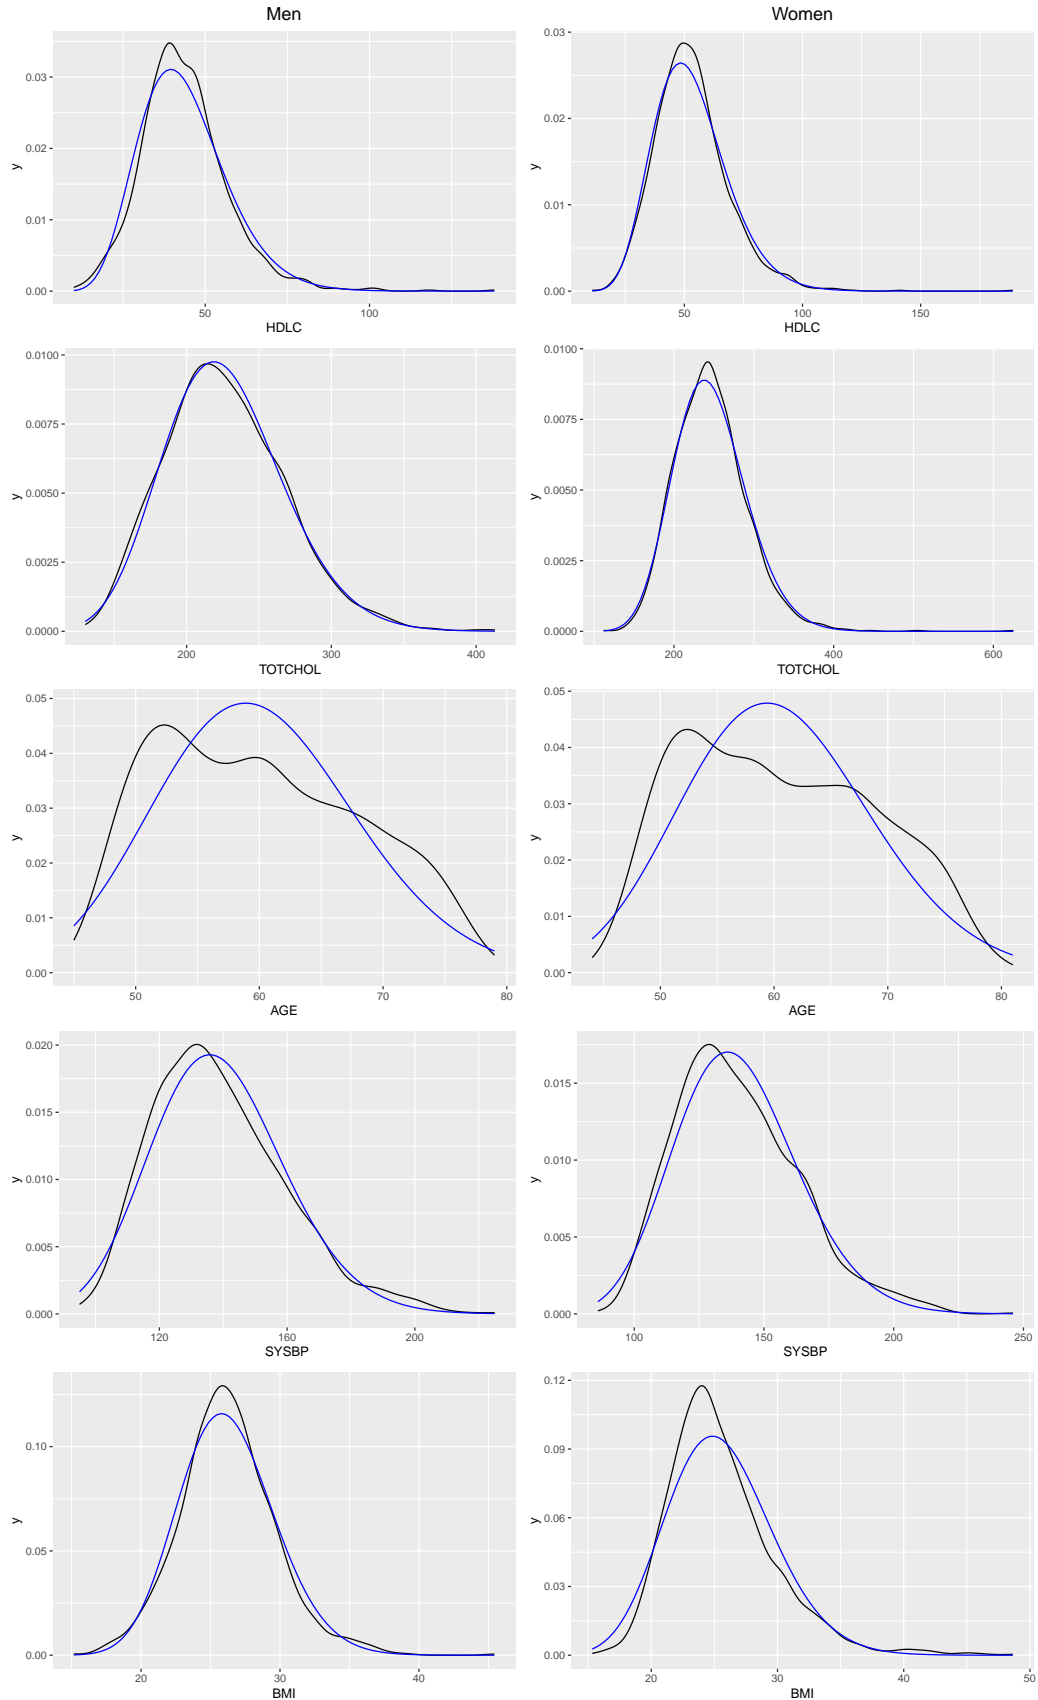 Men Women
0.03
0.02
0.01
0.00
y
50 100
HDLC
0.03
0.02
0.01
0.00
y
50 100 150
HDLC
0.0100
0.0075
0.0050
0.0025
0.0000
y
200 300 400
TOTCHOL
0.0100
0.0075
0.0050
0.0025
0.0000
y
200 400 600
TOTCHOL
0.05
0.04
0.03
0.02
0.01
0.00
y
50 60 70 80
AGE
0.05
0.04
0.03
0.02
0.01
0.00
y
50 60 70 80
AGE
0.020
0.015
0.010
0.005
0.000
y
120 160 200
SYSBP
0.015
0.010
0.005
0.000
y
100 150 200 250
SYSBP
0.10
0.05
0.00
y
20 30 40
BMI
0.12
0.09
0.06
0.03
0.00
y
20 30 40 50
BMI